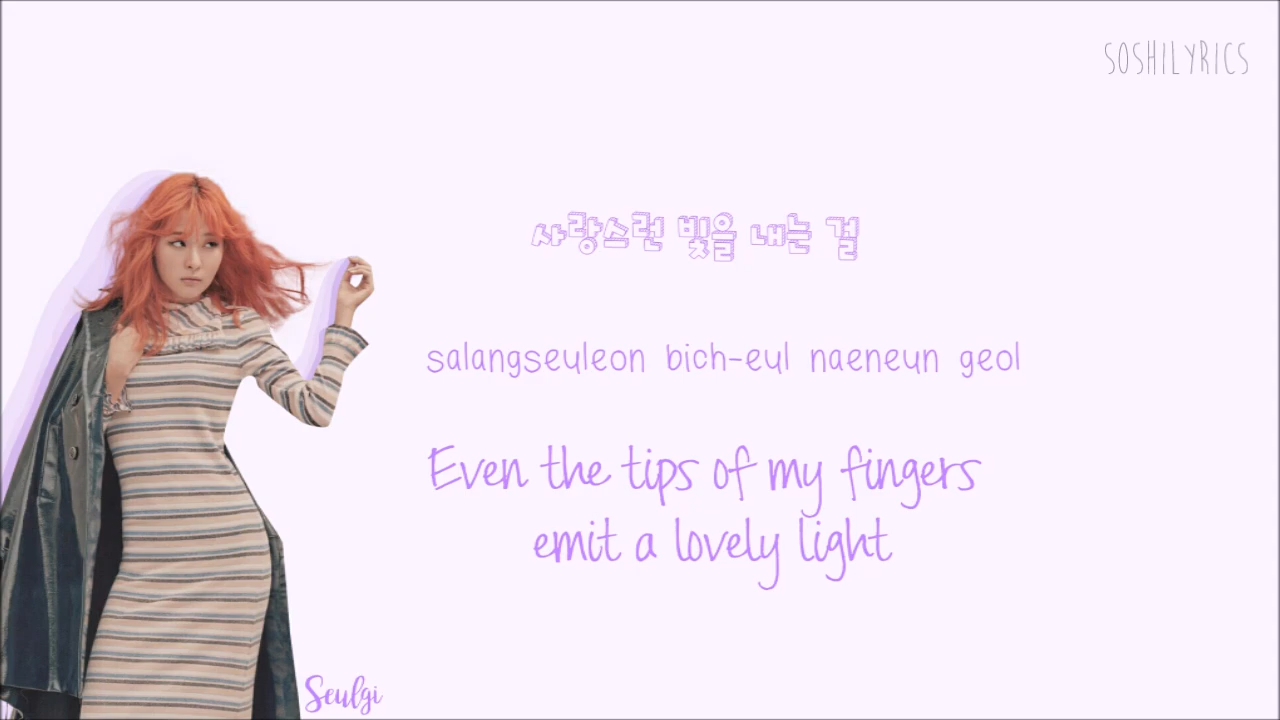 SOSHILYRICS
사랑스런 빛을 내는 걸
salangseuleon bich-eul naeneun geol
Even the tips of my fingers
emit a lovely light
Seulgi